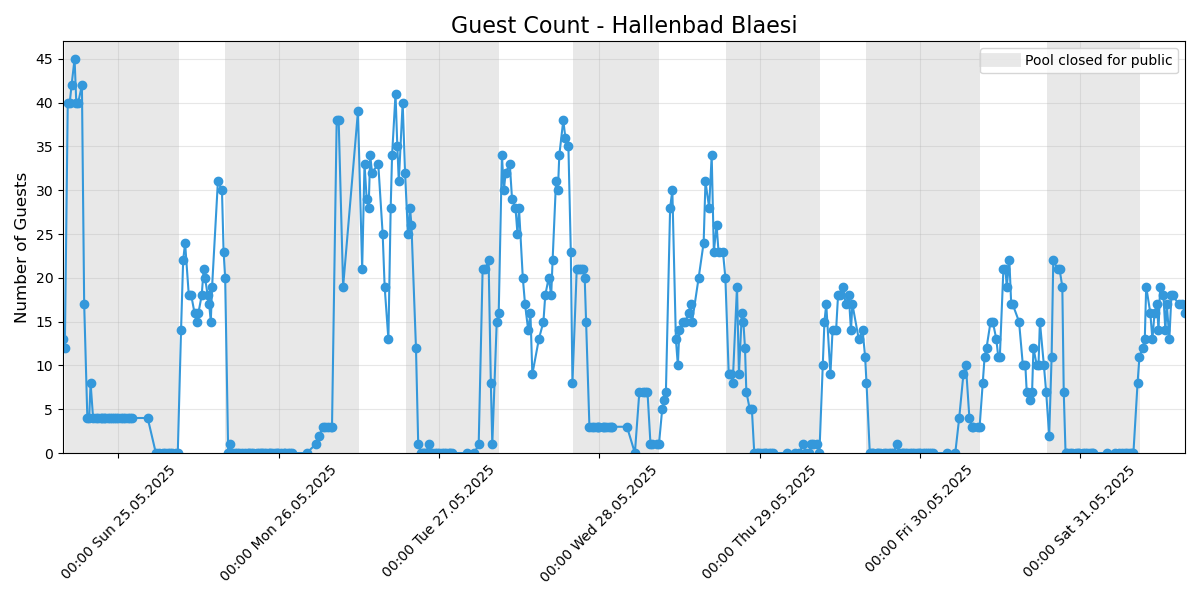 Guest Count - Hallenbad Blaesi
Pool closed for public
Number of Guests
45
40
35
30
25
20
15
10
5
0
00:00 Sun 25.05.2025
00:00 Mon 26.05.2025
00:00 Tue 27.05.2025
00:00 Wed 28.05.2025
00:00 Thu 29.05.2025
00:00 Fri 30.05.2025
00:00 Sat 31.05.2025